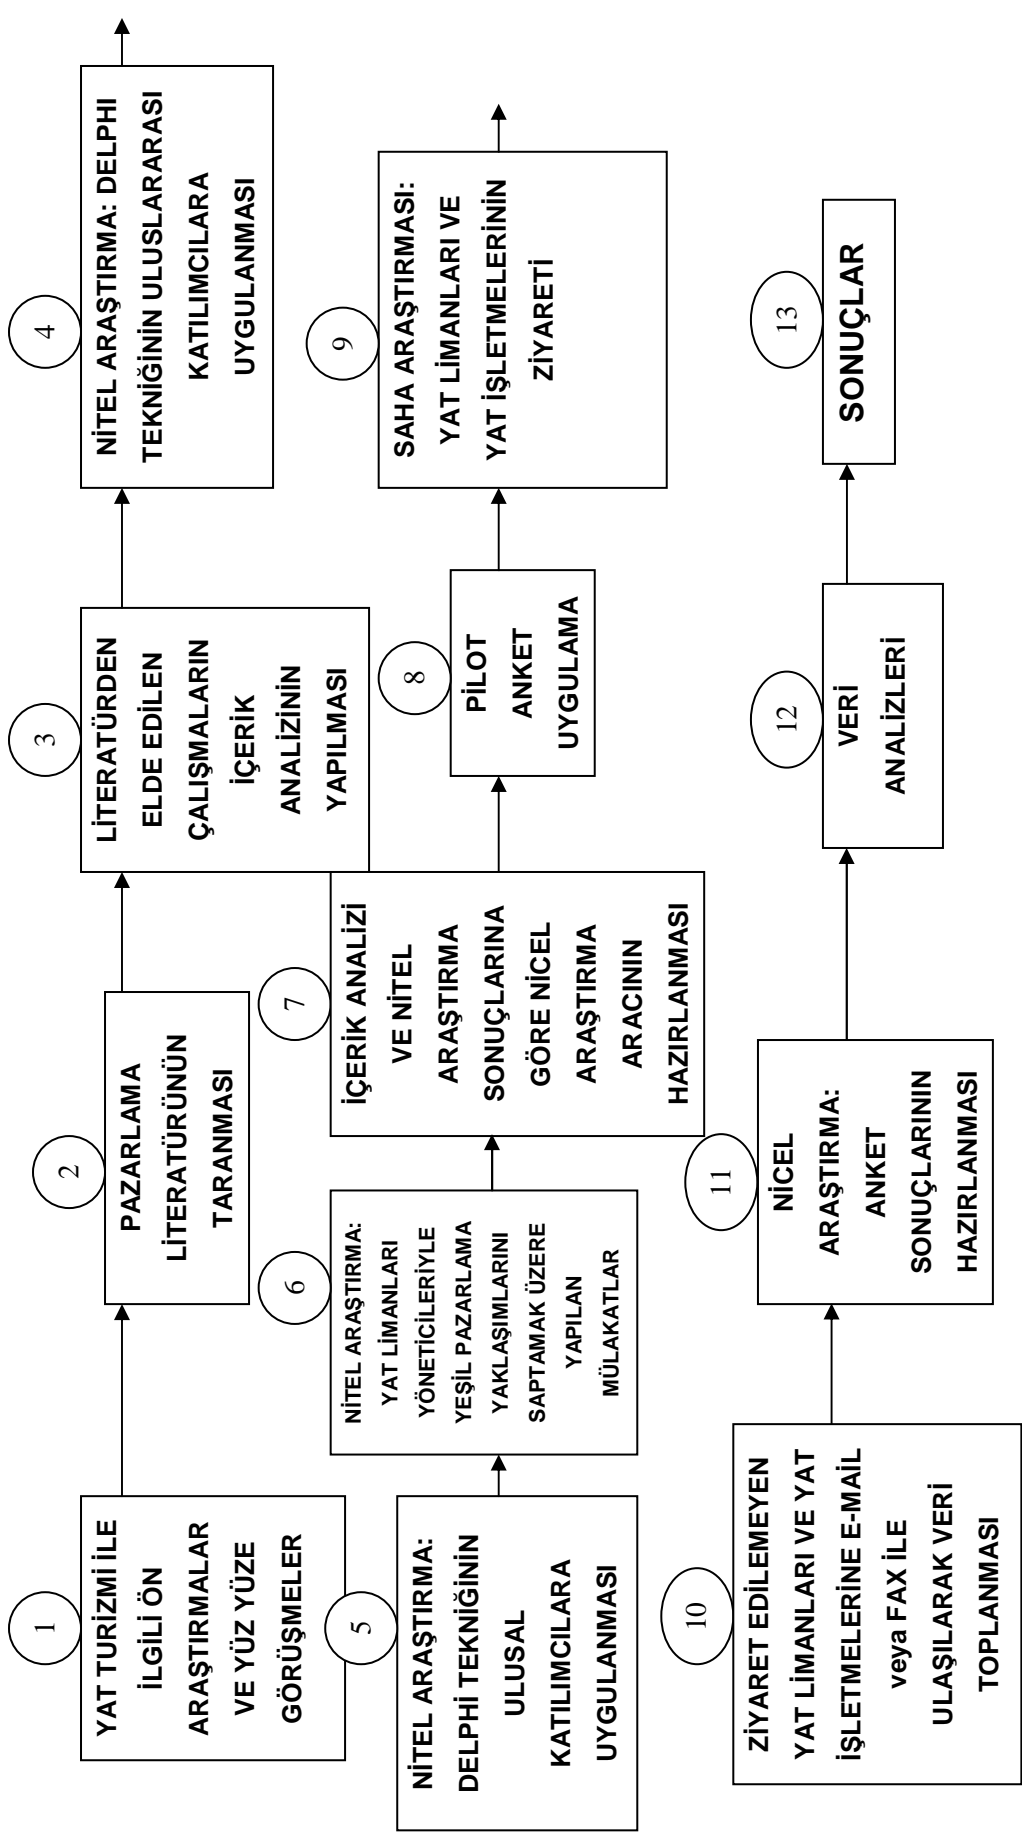 1
YAT TURİZMİ İLE
İLGİLİ ÖN
ARAŞTIRMALAR
VE YÜZ YÜZE
GÖRÜŞMELER
2
PAZARLAMA
LİTERATÜRÜNÜN
TARANMASI
3
LİTERATÜRDEN
ELDE EDİLEN
ÇALIŞMALARIN
İÇERİK
ANALİZİNİN
YAPILMASI
4
NİTEL ARAŞTIRMA: DELPHI
TEKNİĞİNİN ULUSLARARASI
KATILIMCILARA
UYGULANMASI
5
NİTEL ARAŞTIRMA:
DELPHİ TEKNİĞİNİN
ULUSAL
KATILIMCILARA
UYGULANMASI
6
NİTEL ARAŞTIRMA:
YAT LİMANLARI
YÖNETİCİLERİYLE
YEŞİL PAZARLAMA
YAKLAŞIMLARINI
SAPTAMAK ÜZERE
YAPILAN
MÜLAKATLAR
7
İÇERİK ANALİZİ
VE NİTEL
ARAŞTIRMA
SONUÇLARINA
GÖRE NİCEL
ARAŞTIRMA
ARACININ
HAZIRLANMASI
8
PİLOT
ANKET
UYGULAMA
9
SAHA ARAŞTIRMASI:
YAT LİMANLARI VE
YAT İŞLETMELERİNİN
ZİYARETİ
10
ZİYARET EDİLEMEYEN
YAT LİMANLARI VE YAT
İŞLETMELERİNE E-MAİL
veya FAX İLE
ULAŞILARAK VERİ
TOPLANMASI
11
NİCEL
ARAŞTIRMA:
ANKET
SONUÇLARININ
HAZIRLANMASI
12
VERİ
ANALİZLERİ
13
SONUÇLAR